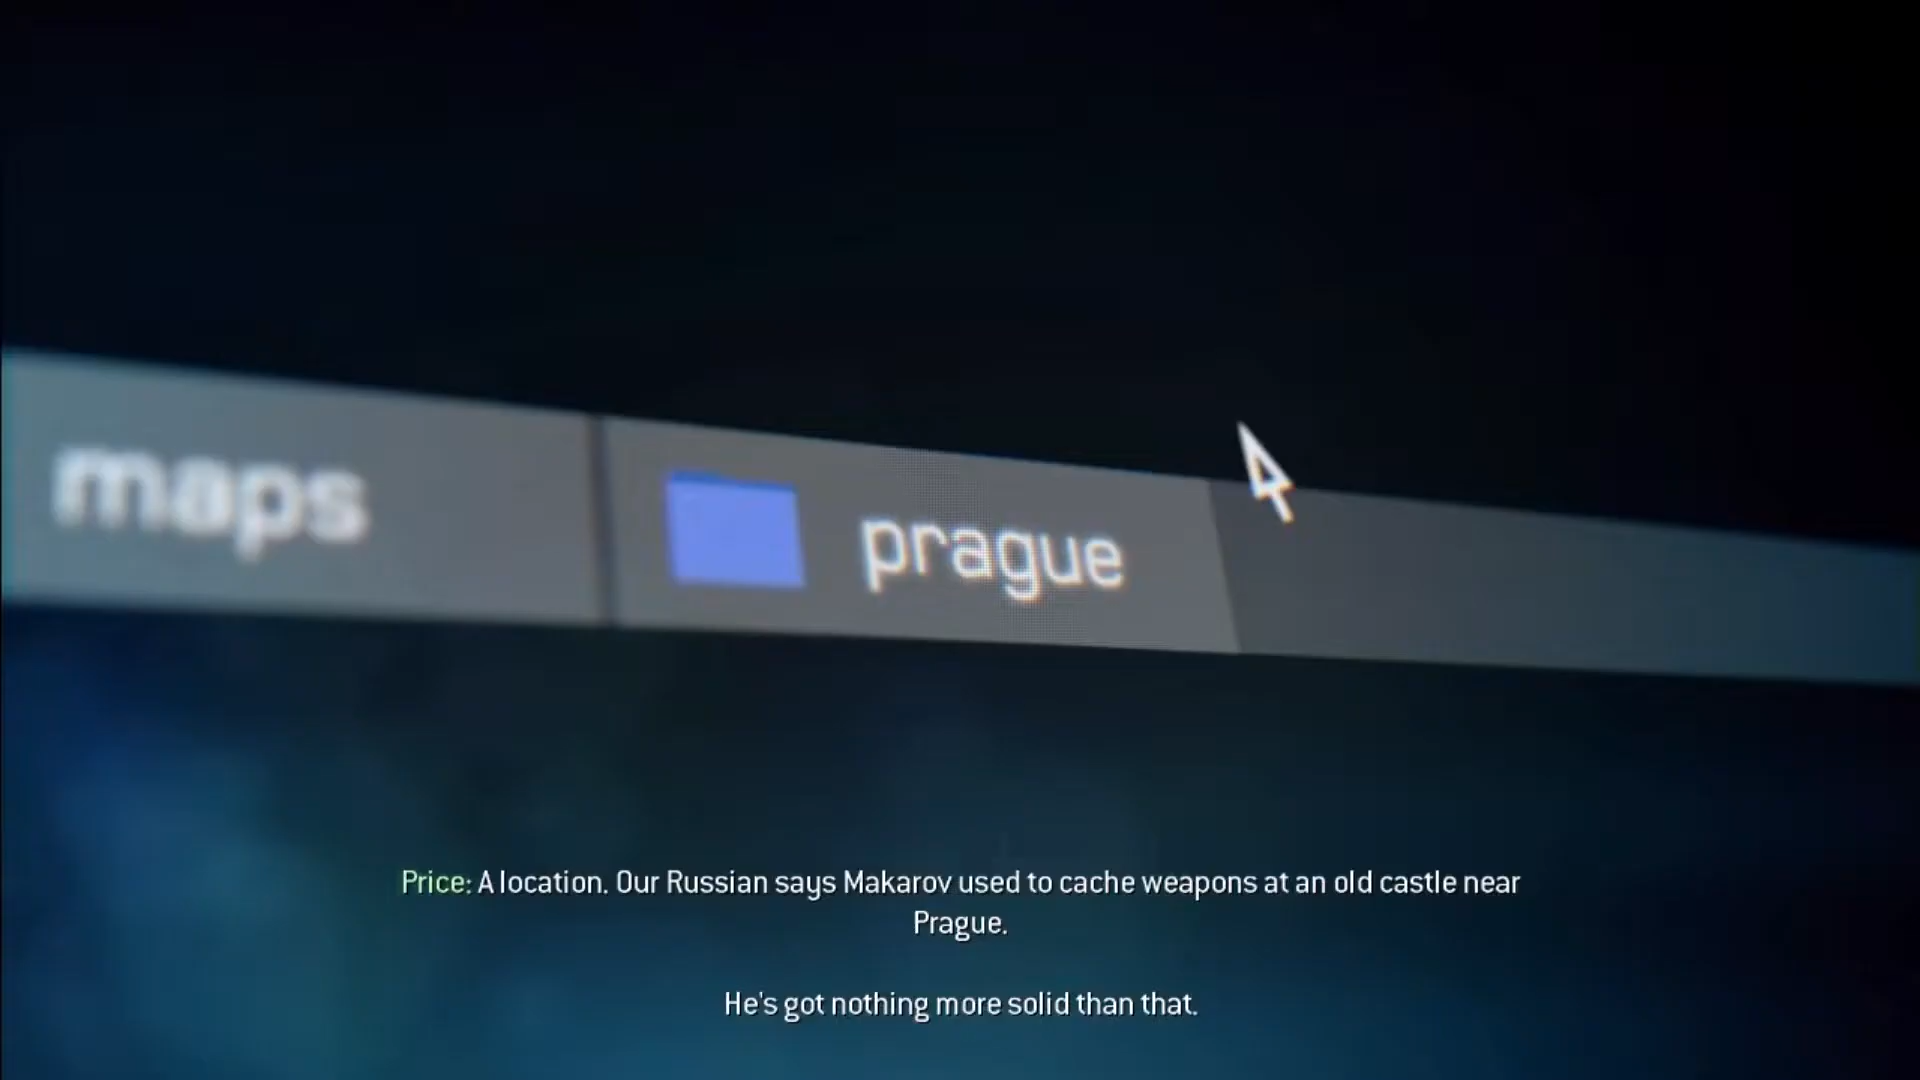 maps
prague
Price: A location. Our Russian says Makarov used to cache weapons at an old castle near
Prague.
He's got nothing more solid than that.